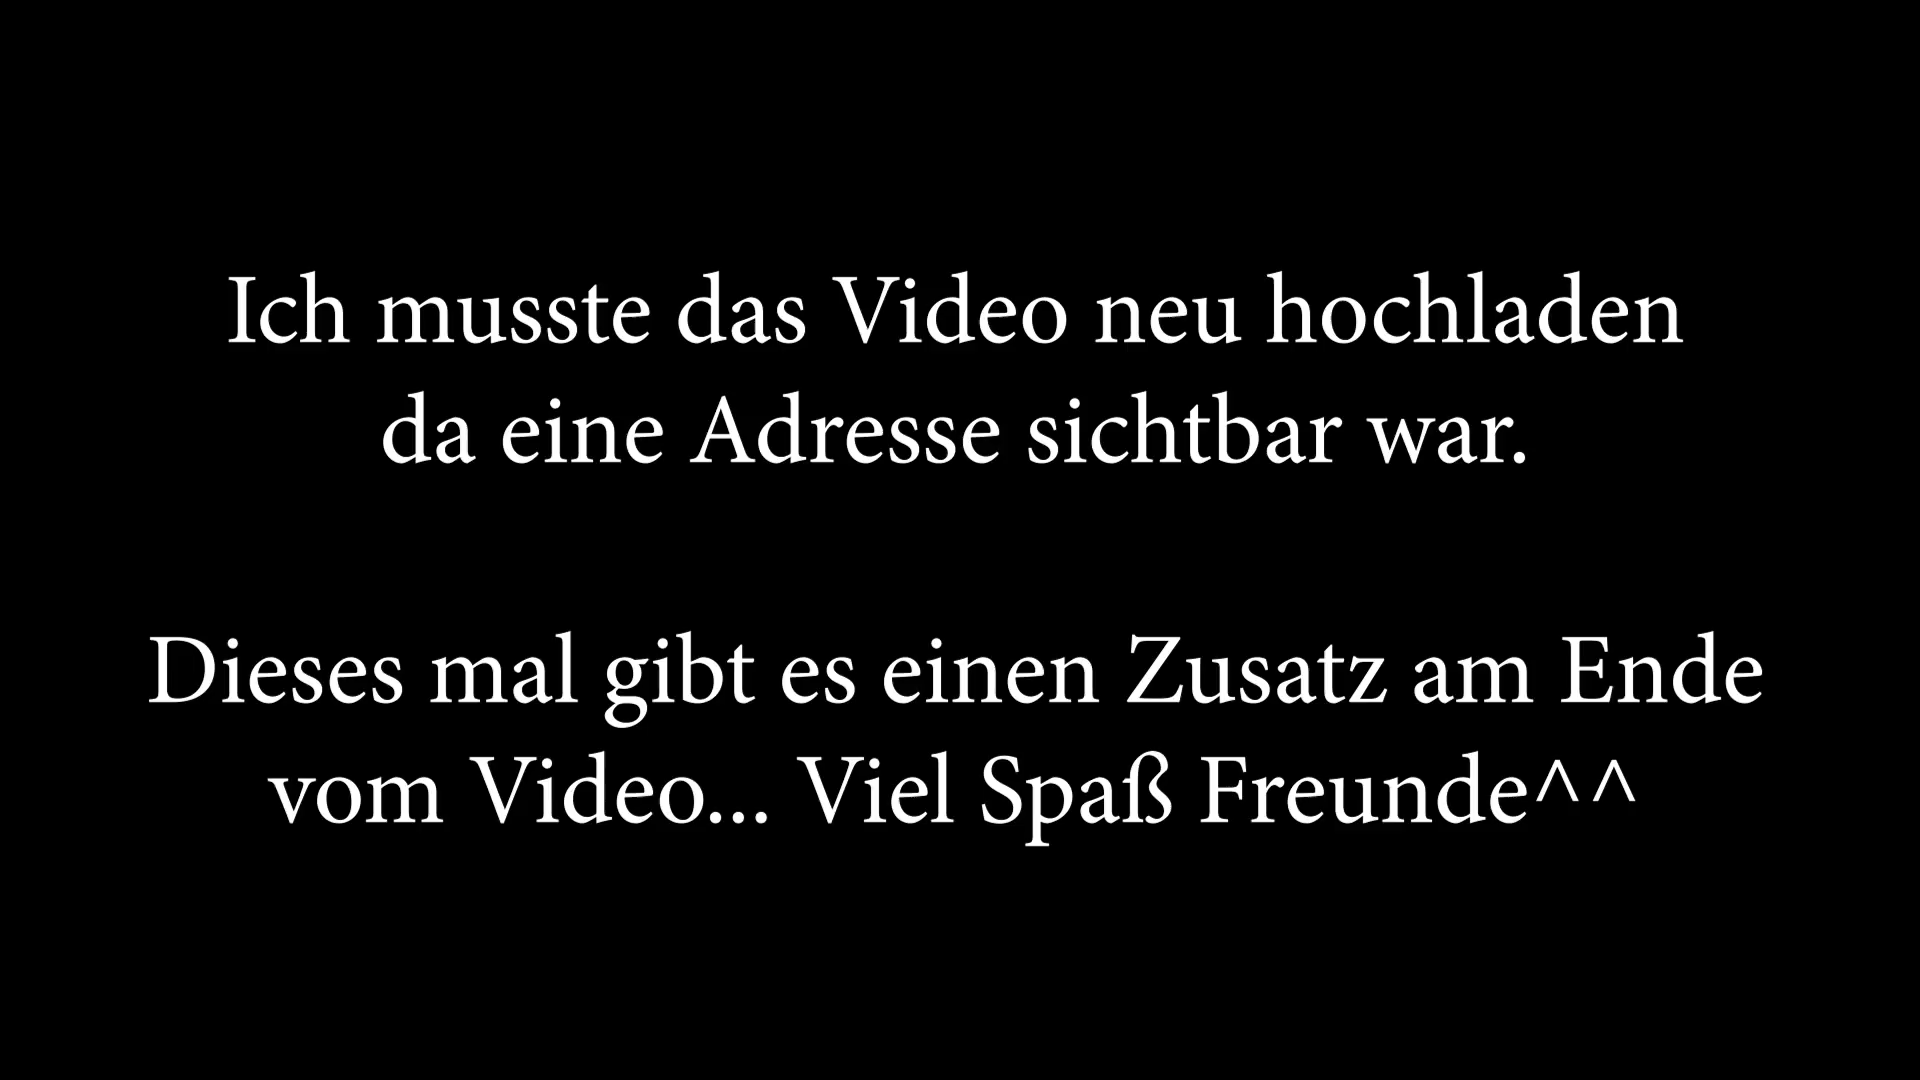 Ich musste das Video neu hochladen
da eine Adresse sichtbar war.
Dieses mal gibt es einen Zusatz am Ende
vom Video... Viel Spaß Freunde^^